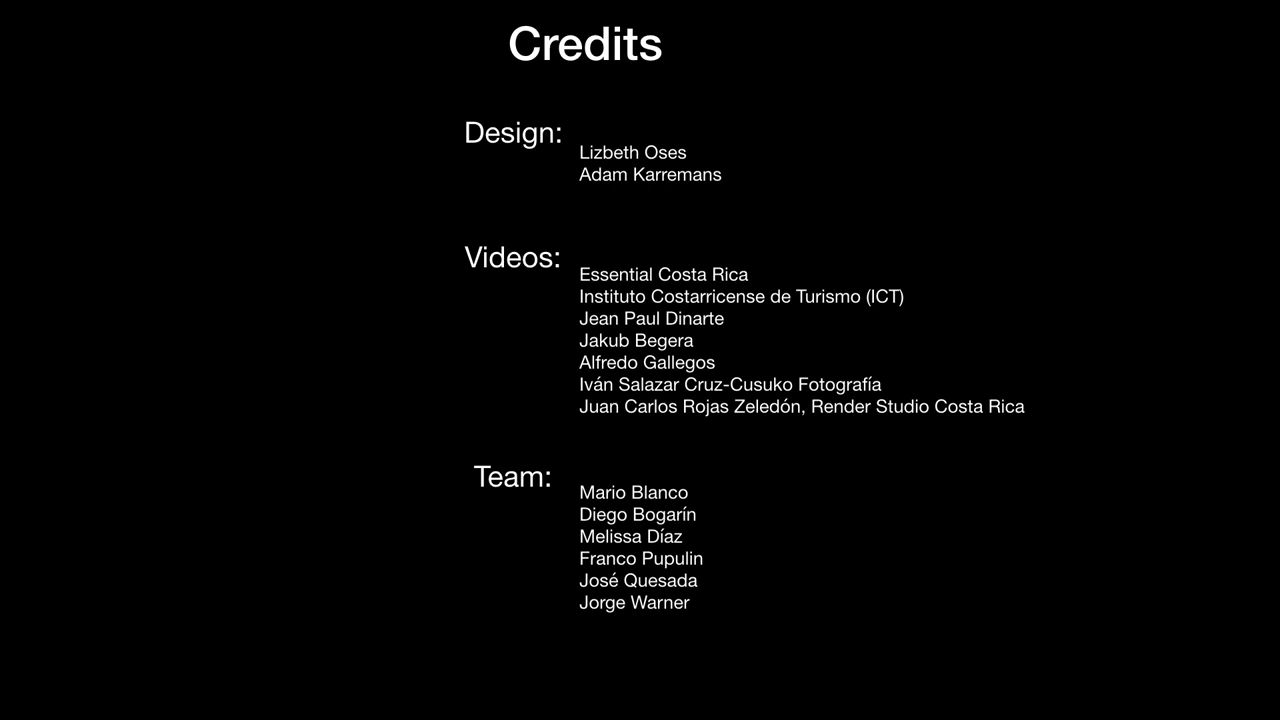 Credits
Design:
Lizbeth Oses
Adam Karremans
Videos:
Essential Costa Rica
Instituto Costarricense de Turismo (ICT)
Jean Paul Dinarte
Jakub Begera
Alfredo Gallegos
Iván Salazar Cruz-Cusuko Fotografía
Juan Carlos Rojas Zeledón, Render Studio Costa Rica
Team:
Mario Blanco
Diego Bogarín
Melissa Díaz
Franco Pupulin
José Quesada
Jorge Warner